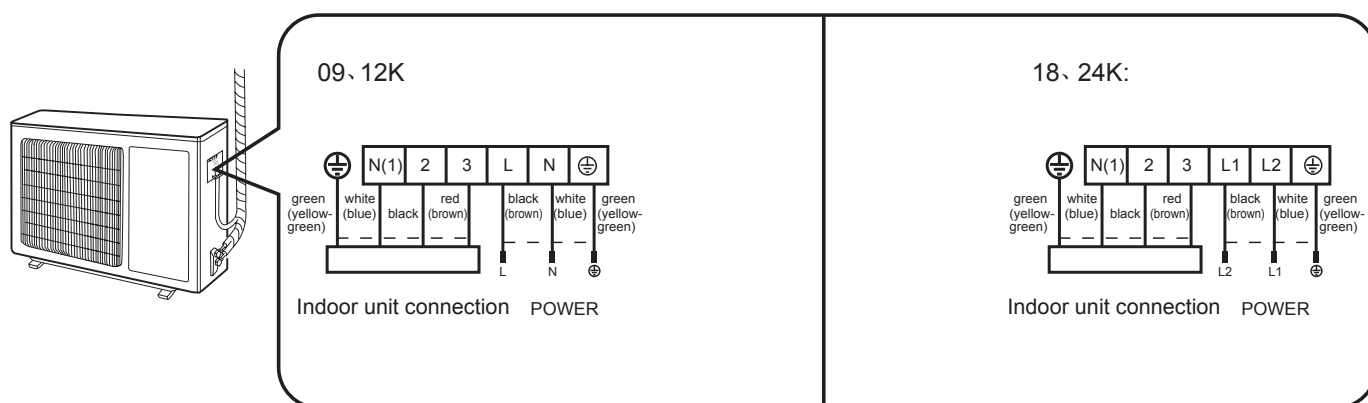 09、12K
N(1) 2 3 L N
green (yellow-green)
white (blue)
black
red (brown)
black (brown)
white (blue)
green (yellow-green)
L N
Indoor unit connection POWER
18、24K:
N(1) 2 3 L1 L2
green (yellow-green)
white (blue)
black
red (brown)
black (brown)
white (blue)
green (yellow-green)
L2 L1
Indoor unit connection POWER